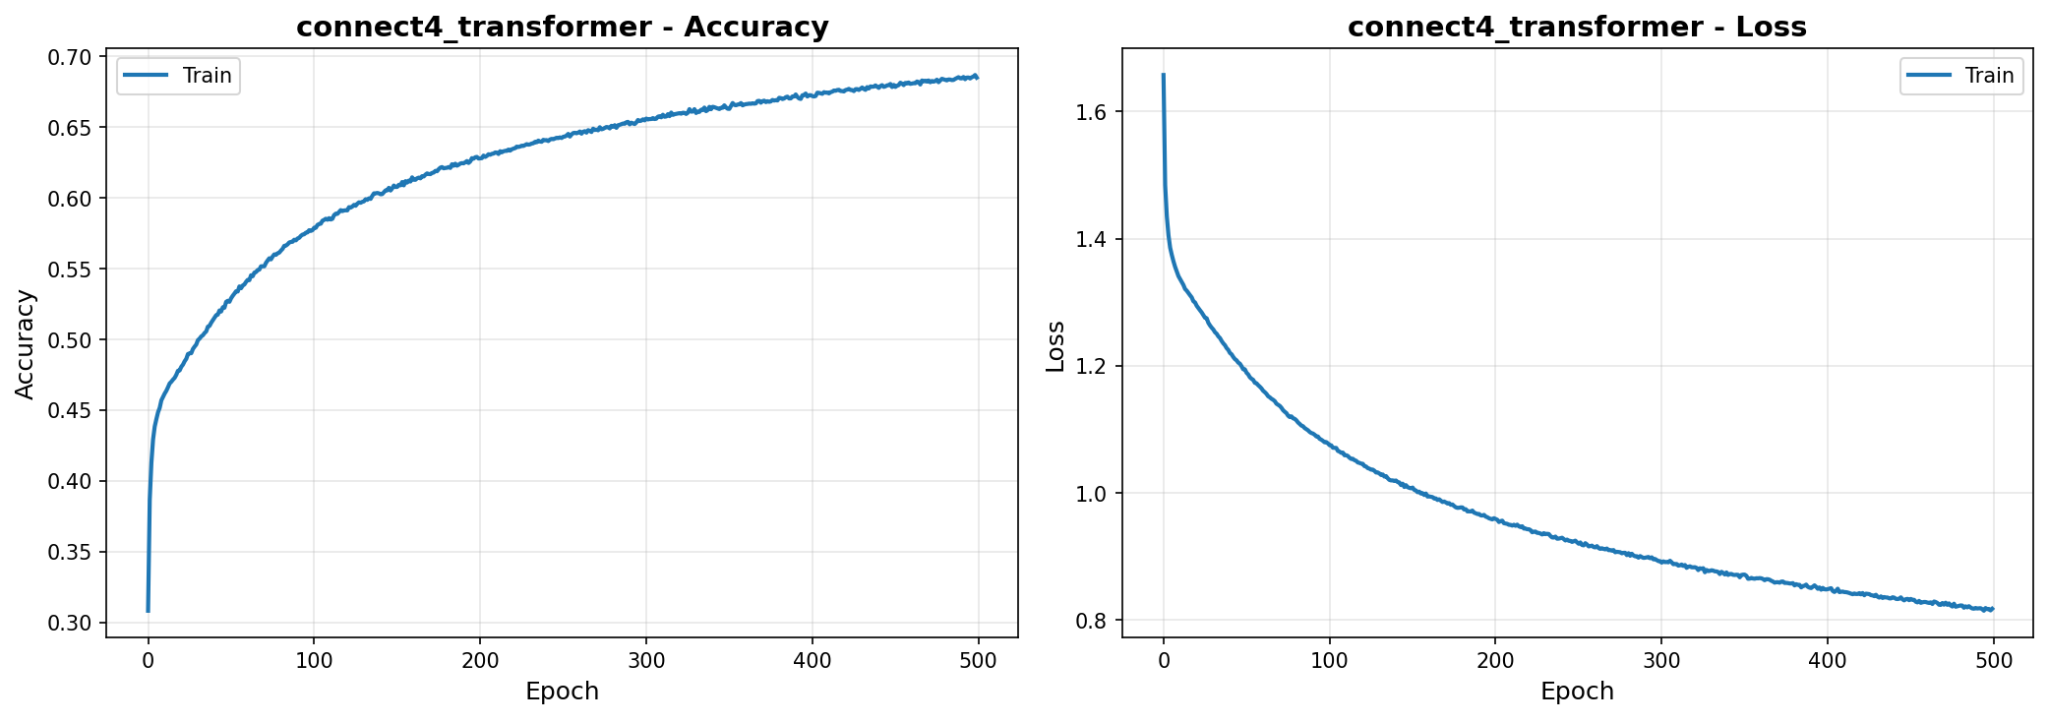 connect4_transformer - Accuracy
Train
0.70
0.65
0.60
0.55
0.50
0.45
0.40
0.35
0.30
Accuracy
0 100 200 300 400 500
Epoch
connect4_transformer - Loss
Train
1.6
1.4
1.2
1.0
0.8
Loss
0 100 200 300 400 500
Epoch